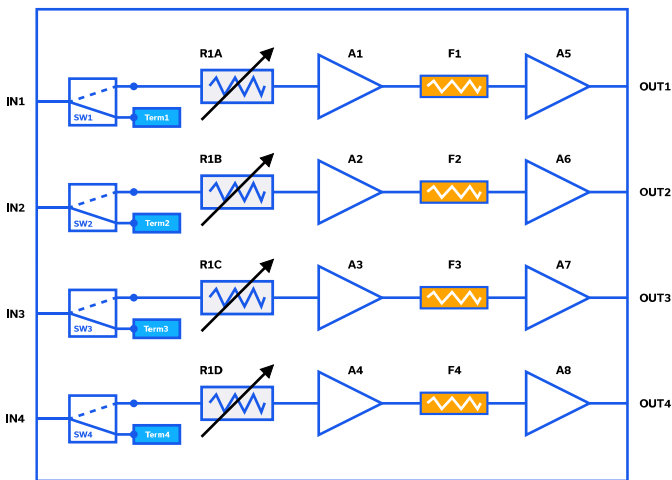 R1A A1 F1 A5
IN1 SW1 Term1 OUT1
R1B A2 F2 A6
IN2 SW2 Term2 OUT2
R1C A3 F3 A7
IN3 SW3 Term3 OUT3
R1D A4 F4 A8
IN4 SW4 Term4 OUT4